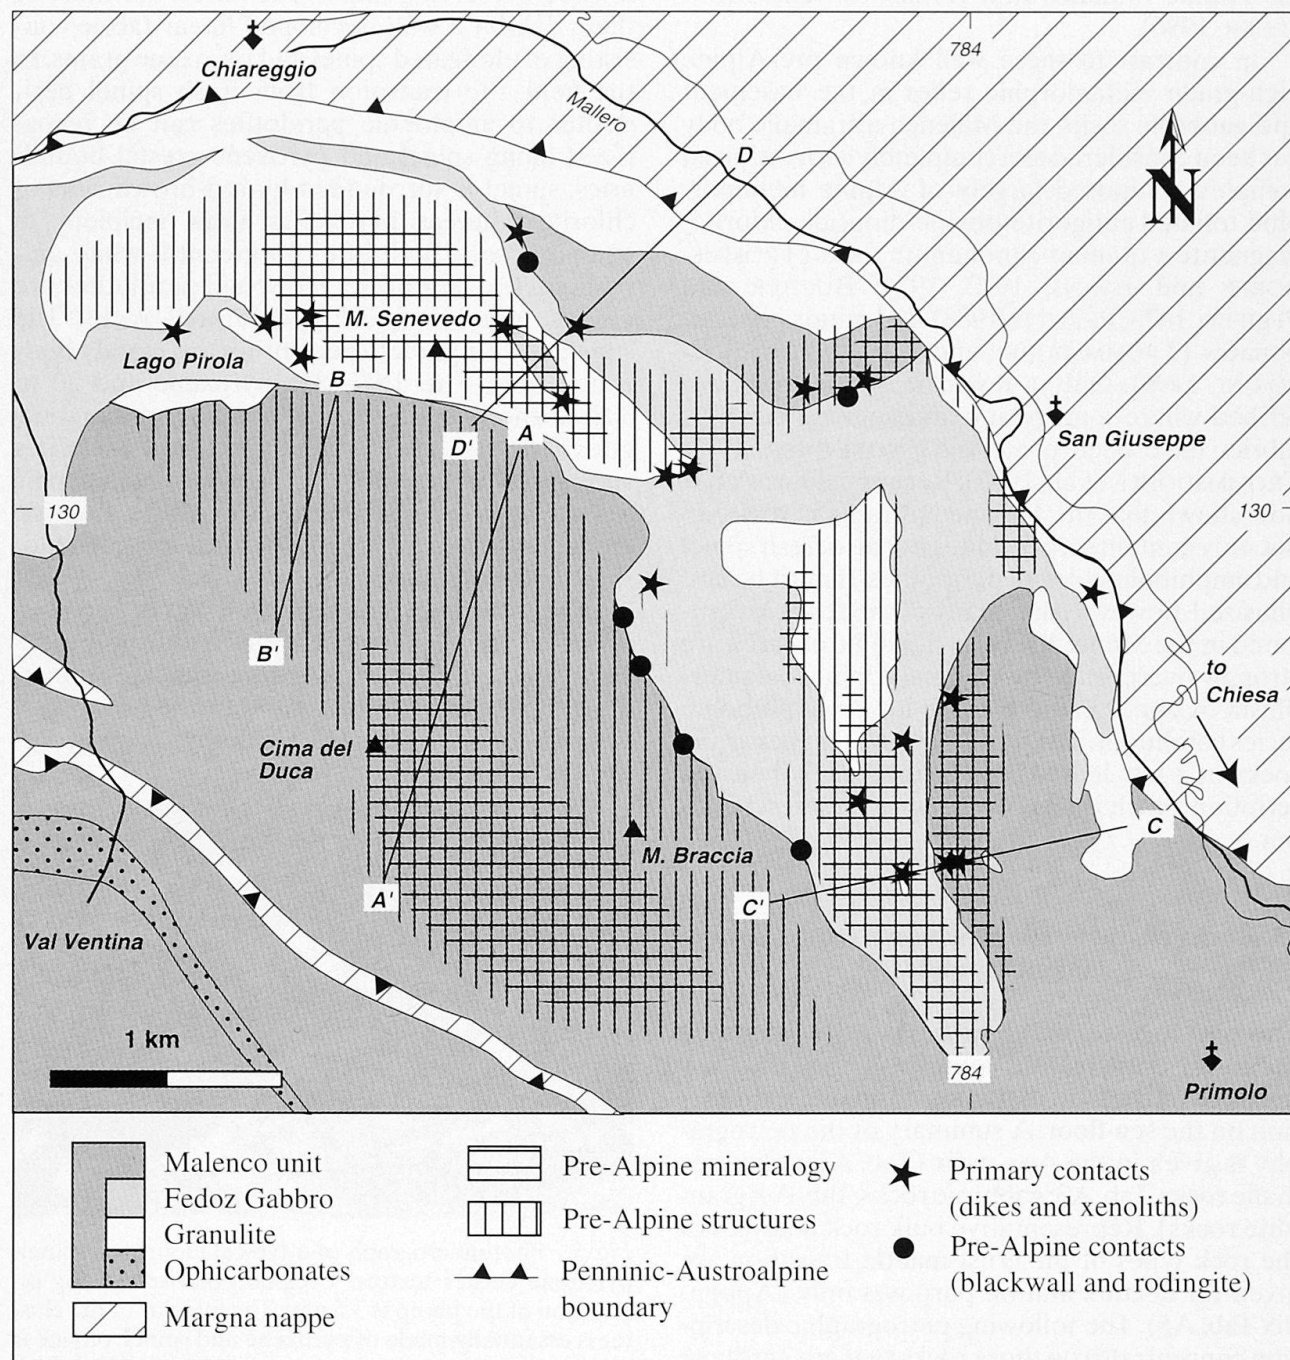 784
Chiareggio
Mallero
D
N
M. Senevedo
Lago Pirola
B
D'
A
San Giuseppe
130
130
B'
to
Chiesa
Cima del
Duca
M. Braccia
C
A'
C'
Val Ventina
1 km
784
Primolo
Malenco unit
Fedoz Gabbro
Granulite
Ophicarbonates
Margna nappe
Pre-Alpine mineralogy
Pre-Alpine structures
Penninic-Austroalpine
boundary
Primary contacts
(dikes and xenoliths)
Pre-Alpine contacts
(blackwall and rodingite)